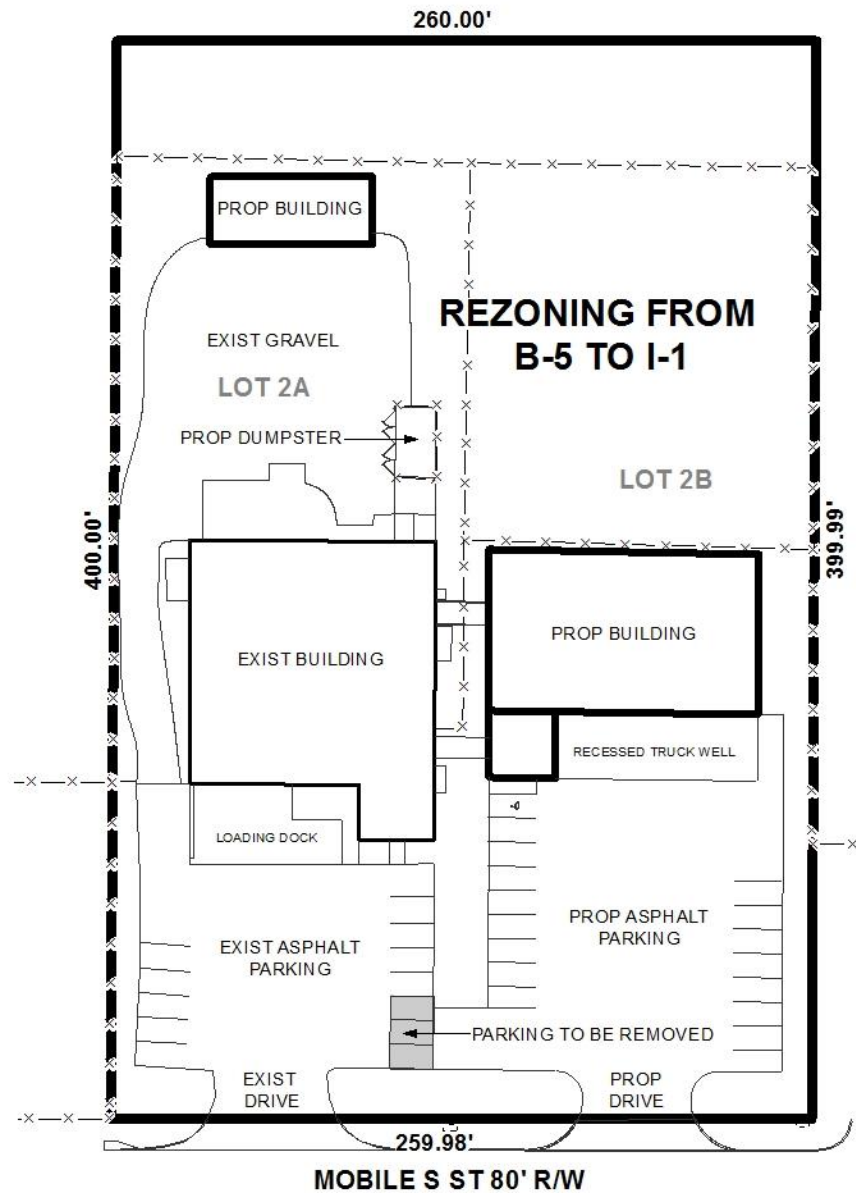 260.00'
PROP BUILDING
REZONING FROM
B-5 TO I-1
EXIST GRAVEL
LOT 2A
PROP DUMPSTER
LOT 2B
400.00'
399.99'
PROP BUILDING
EXIST BUILDING
RECESSED TRUCK WELL
LOADING DOCK
PROP ASPHALT
PARKING
EXIST ASPHALT
PARKING
PARKING TO BE REMOVED
EXIST
DRIVE
PROP
DRIVE
259.98'
MOBILE S ST 80' R/W